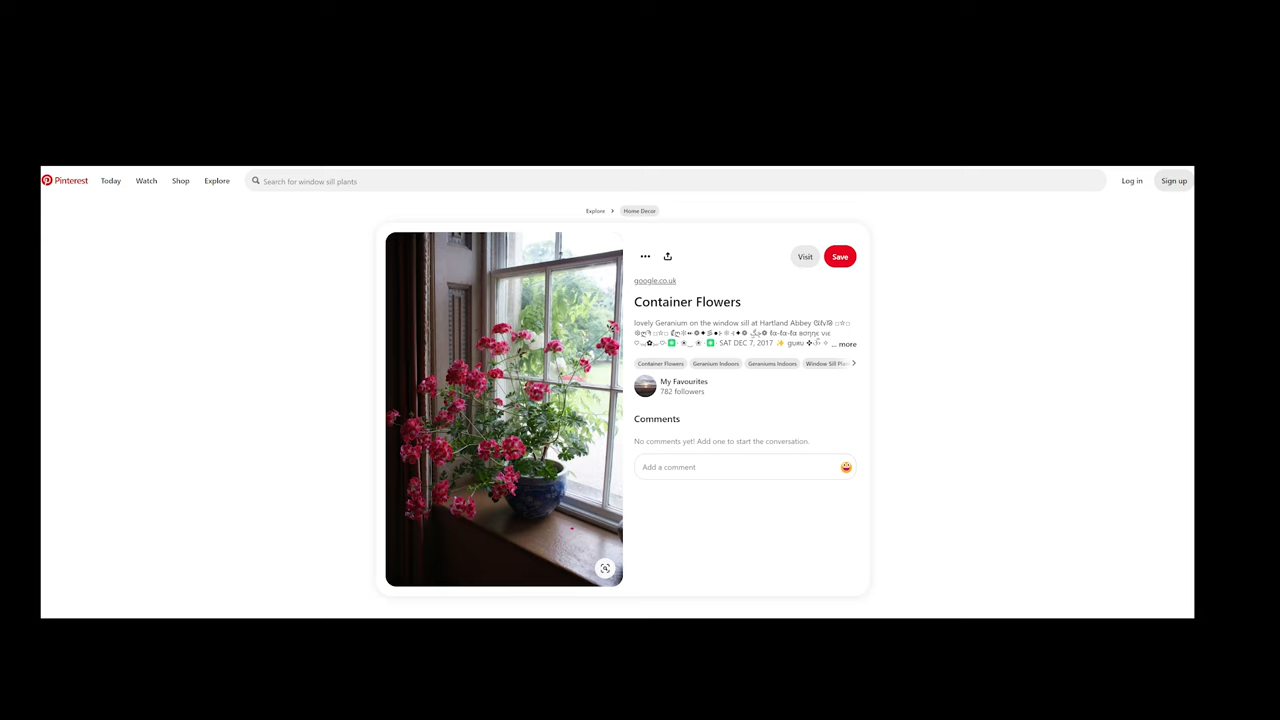 Pinterest
Today
Watch
Shop
Explore
Search for window sill plants
Log in
Sign up
Explore
Home Decor
Visit
Save
google.co.uk
Container Flowers
lovely Geranium on the window sill at Hartland Abbey
SAT DEC 7, 2017 ✨ ... more
Container Flowers
Geranium Indoors
Geraniums Indoors
Window Sill
My Favourites
782 followers
Comments
No comments yet! Add one to start the conversation.
Add a comment